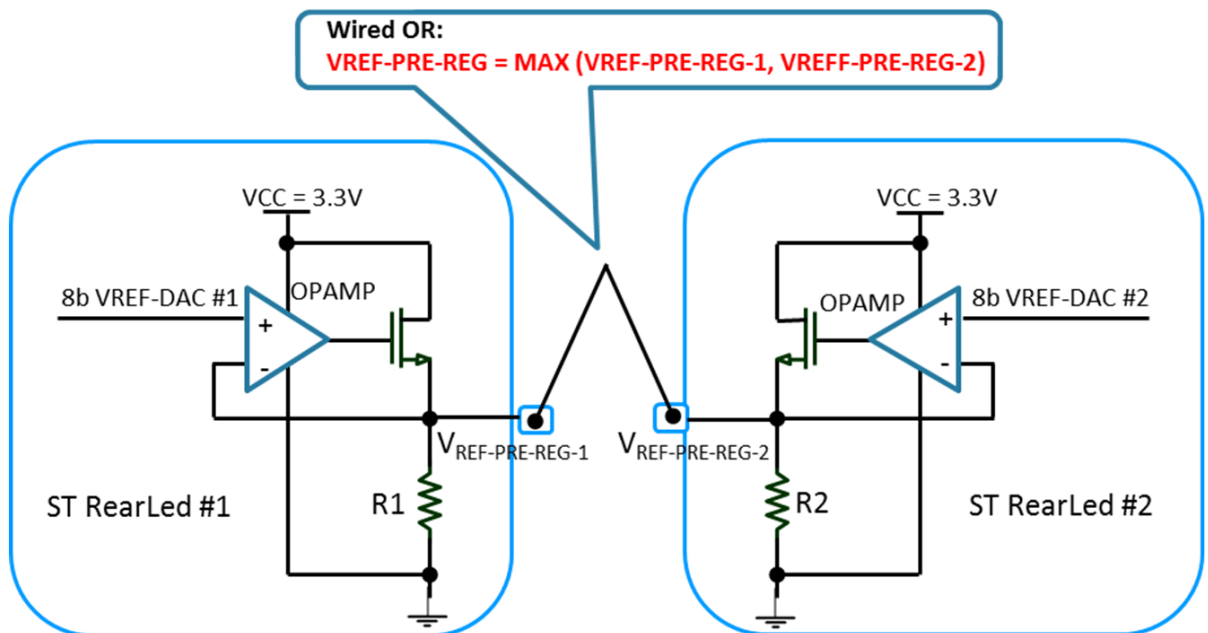 Wired OR:
VREF-PRE-REG = MAX (VREF-PRE-REG-1, VREFF-PRE-REG-2)
VCC = 3.3V
VCC = 3.3V
8b VREF-DAC #1
OPAMP
OPAMP
8b VREF-DAC #2
+
-
+
-
VREF-PRE-REG-1
VREF-PRE-REG-2
ST RearLed #1
R1
R2
ST RearLed #2